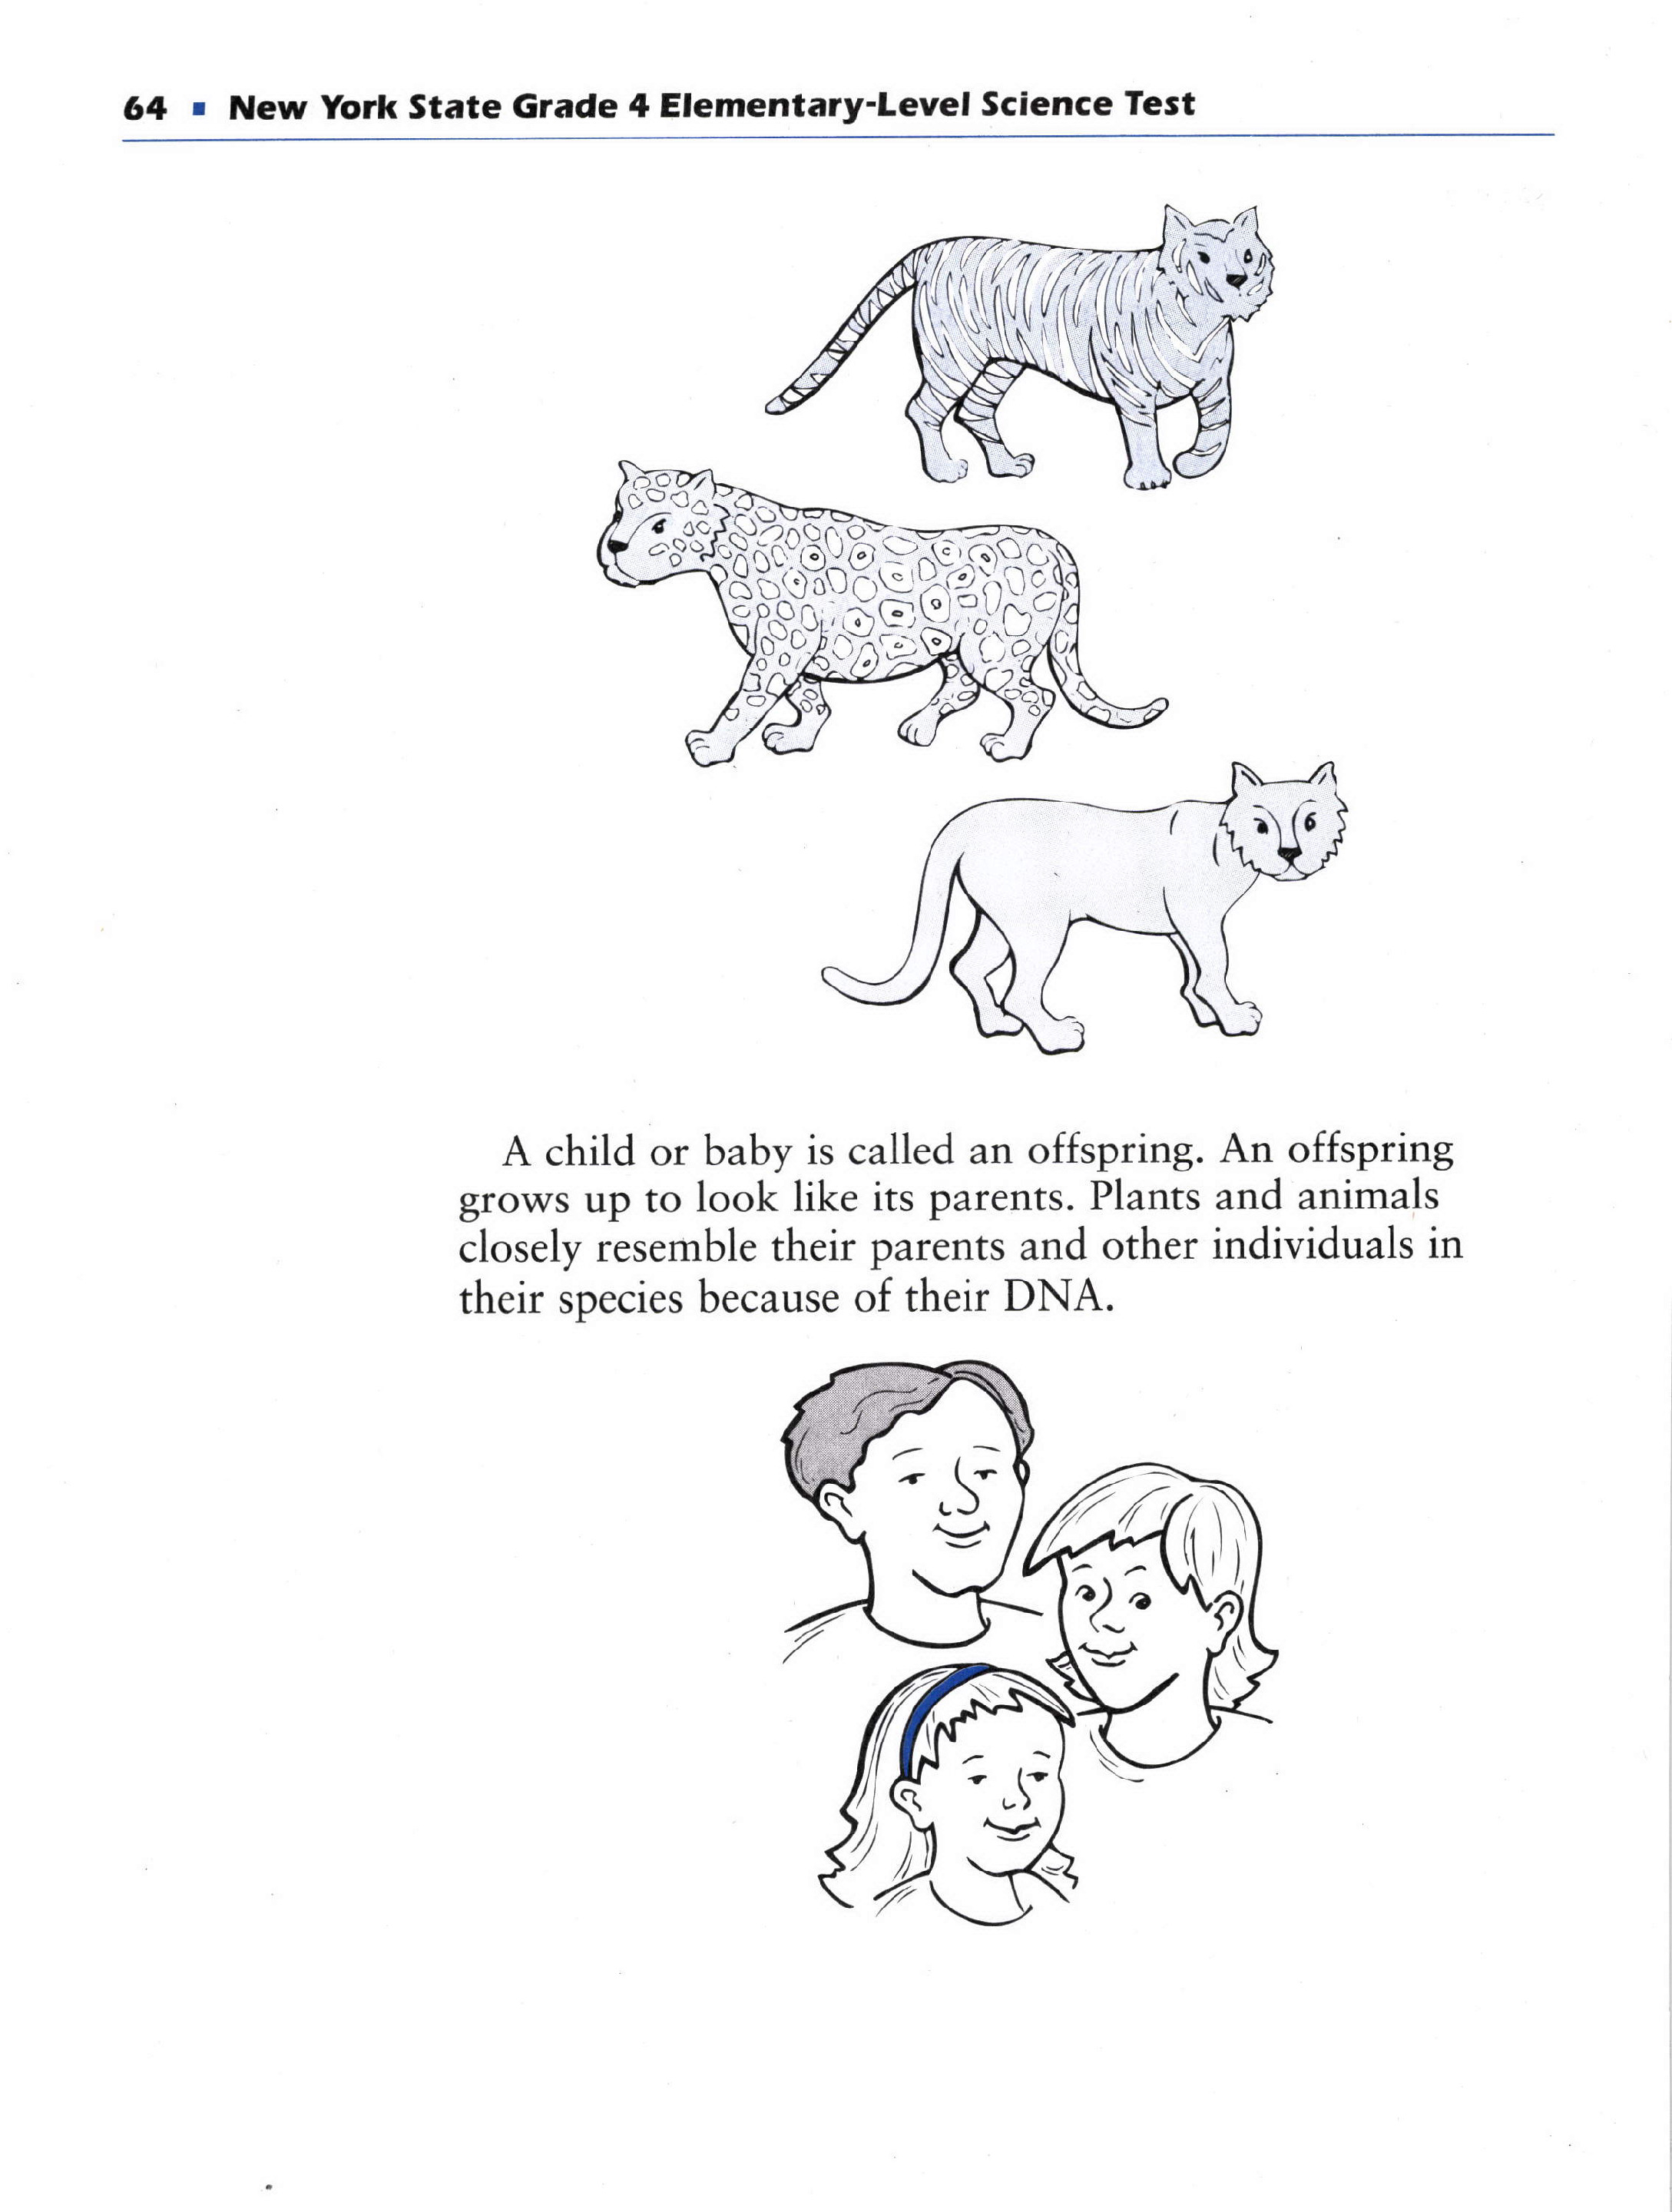 64 ▪ New York State Grade 4 Elementary-Level Science Test
A child or baby is called an offspring. An offspring
grows up to look like its parents. Plants and animals
closely resemble their parents and other individuals in
their species because of their DNA.